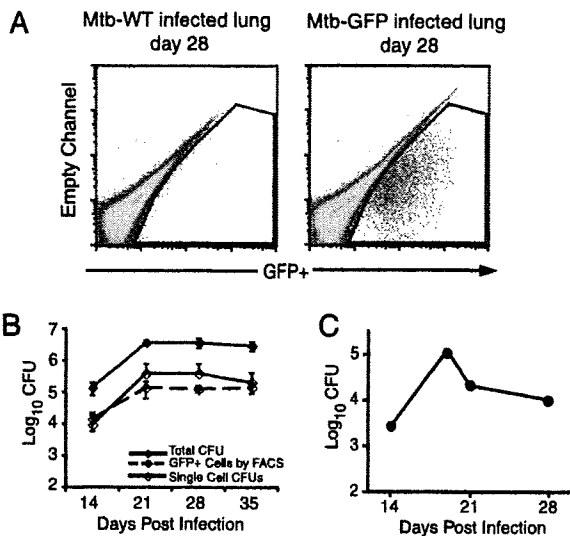 A
Mtb-WT infected lung
day 28
Mtb-GFP infected lung
day 28
Empty Channel
GFP+
B
7
6
5
4
3
2
Log10 CFU
Total CFU
GFP+ Cells by FACS
Single Cell CFUs
14 21 28 35
Days Post Infection
C
5
4
3
2
Log10 CFU
14 21 28
Days Post Infection